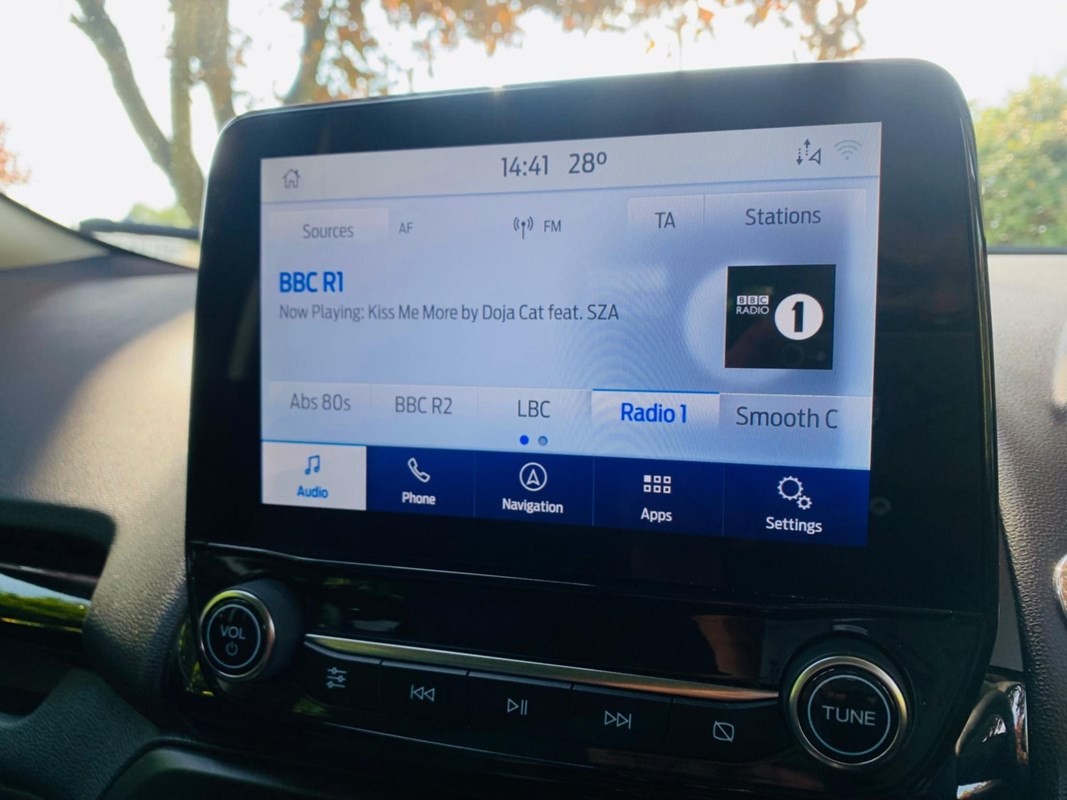 14:41 28º
Sources AF FM TA Stations
BBC R1
Now Playing: Kiss Me More by Doja Cat feat. SZA
BBC
RADIO 1
Abs 80s BBC R2 LBC Radio 1 Smooth C
Audio Phone Navigation Apps Settings
VOL
TUNE